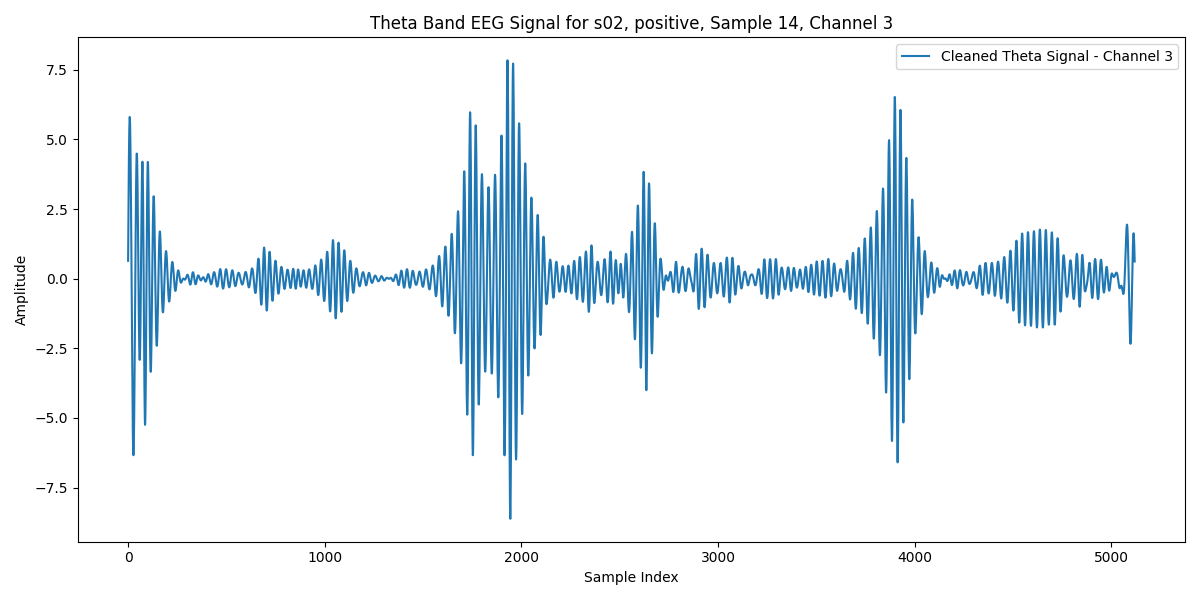 Theta Band EEG Signal for s02, positive, Sample 14, Channel 3
Cleaned Theta Signal - Channel 3
7.5
5.0
2.5
0.0
−2.5
−5.0
−7.5
Amplitude
0 1000 2000 3000 4000 5000
Sample Index